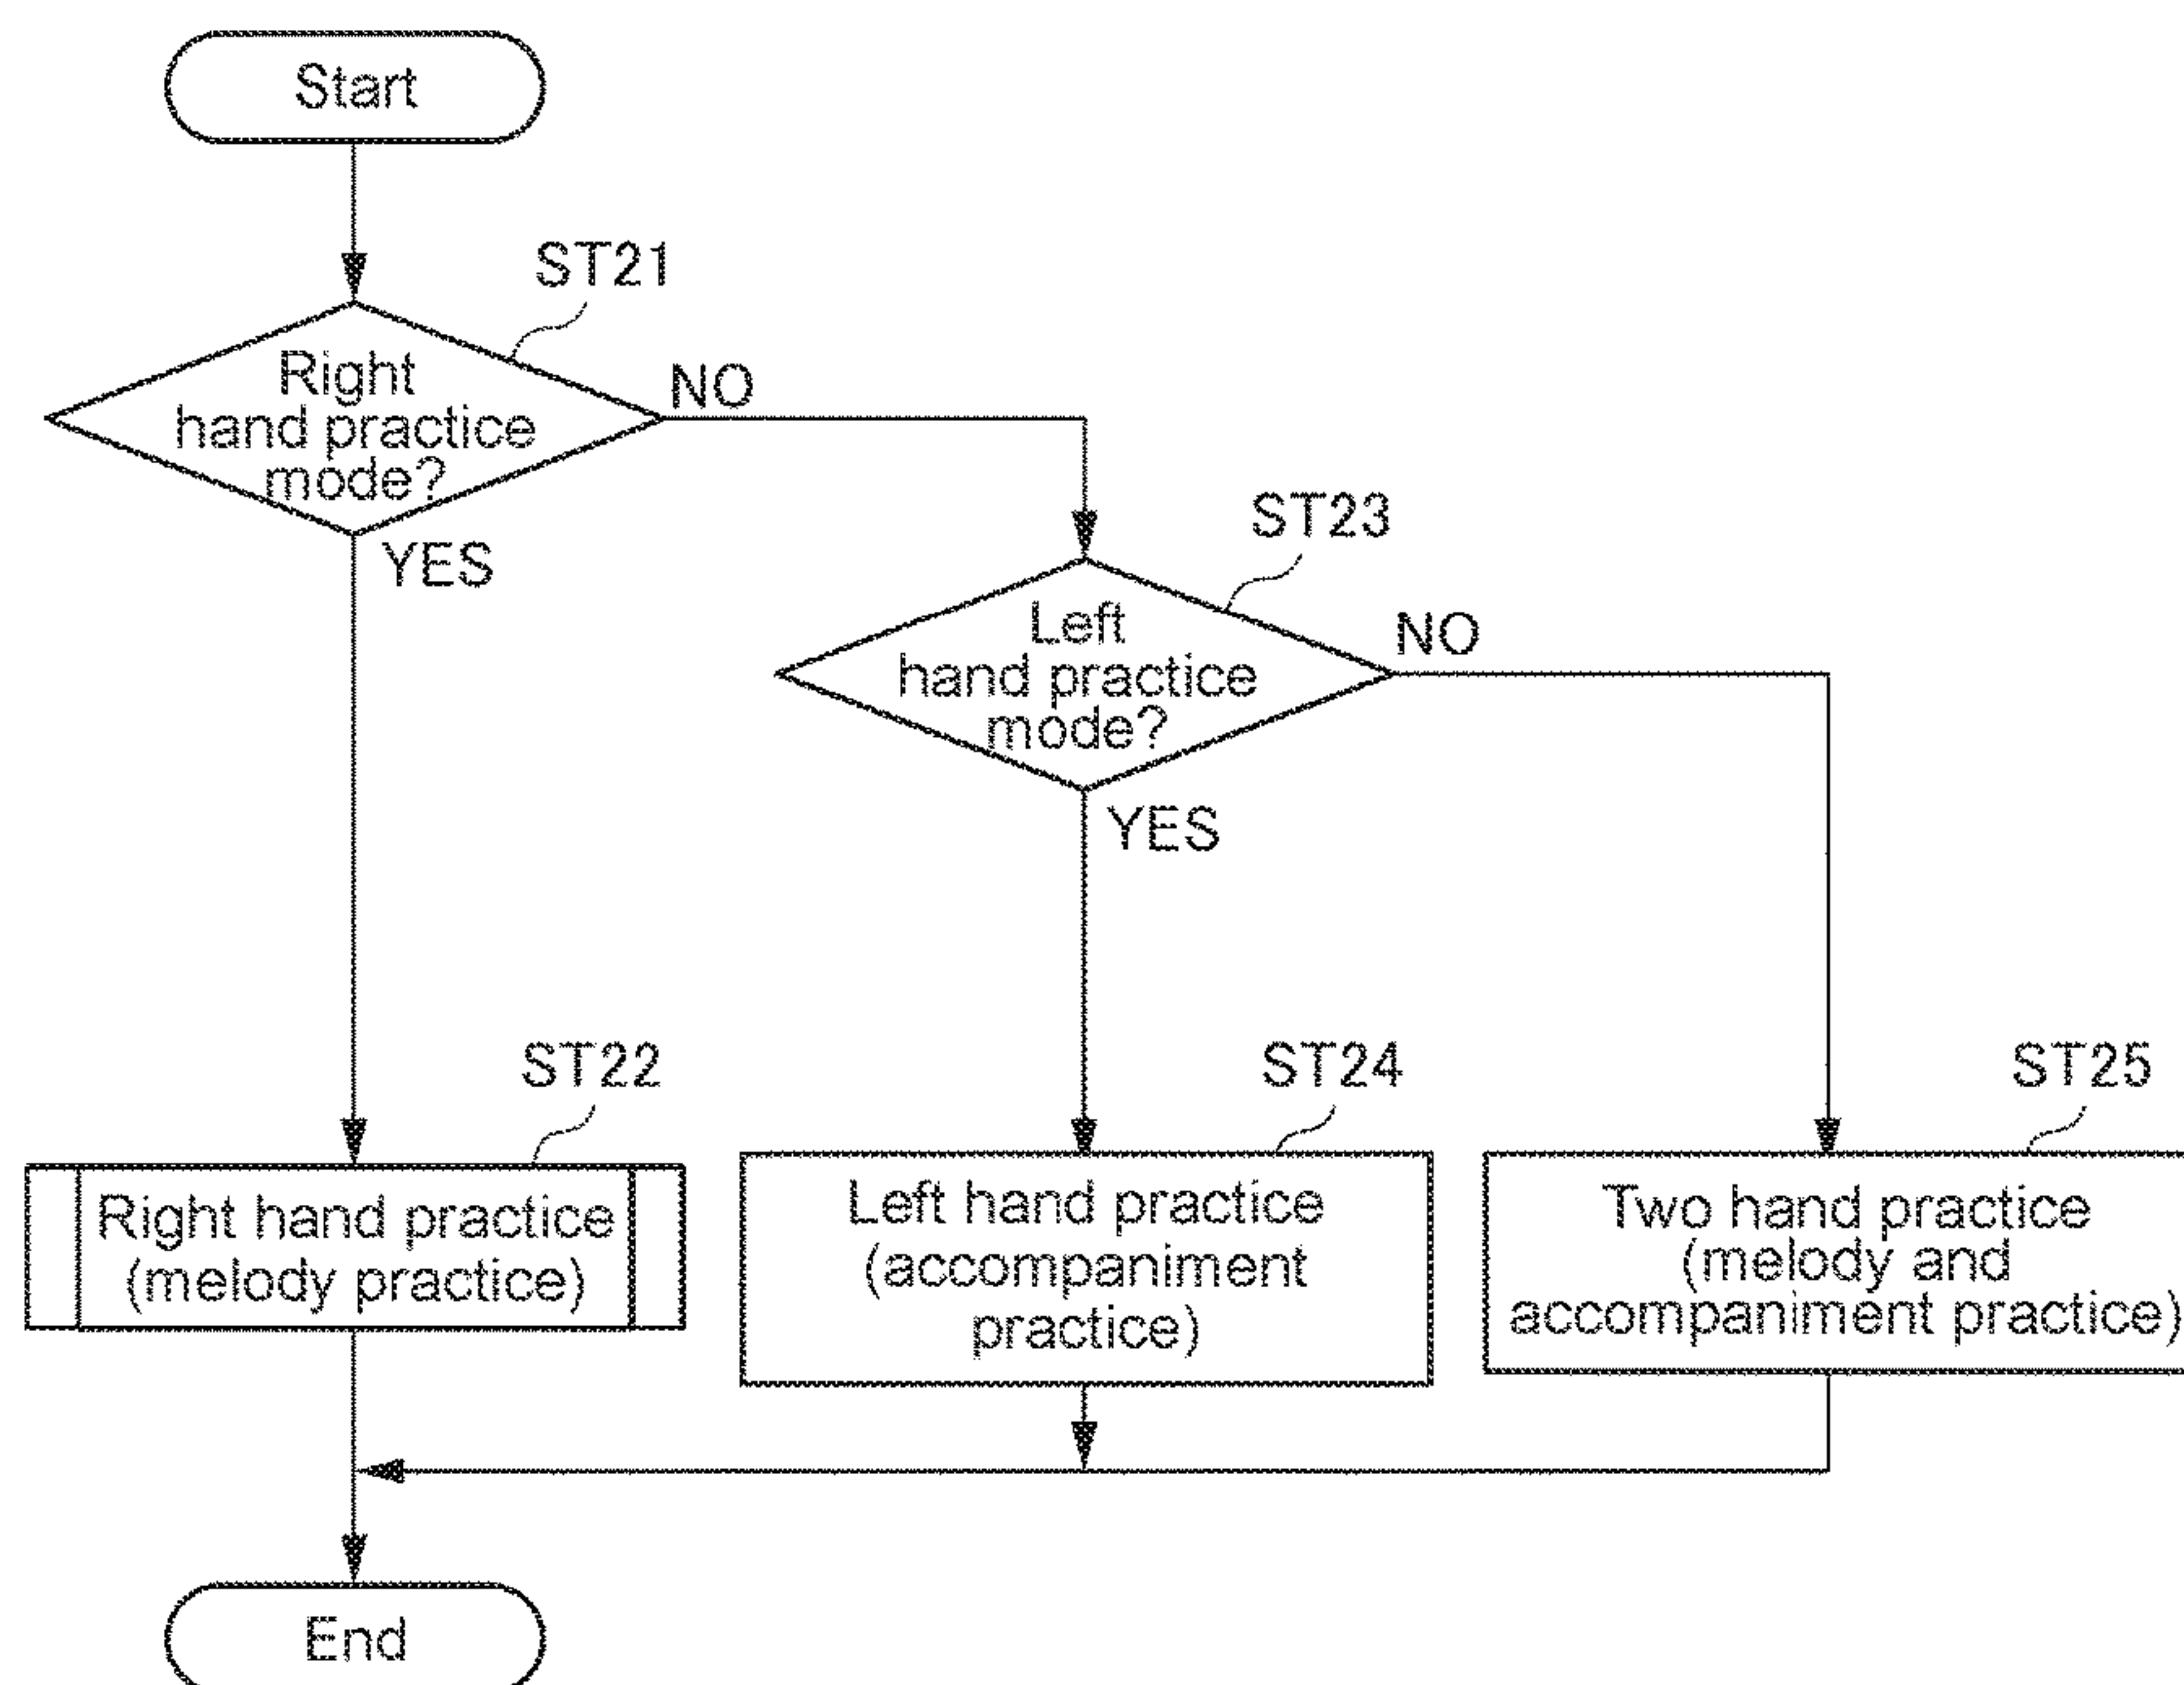 Start
ST21
Right
hand practice
mode?
NO
YES
ST23
Left
hand practice
mode?
NO
YES
ST22
Right hand practice
(melody practice)
ST24
Left hand practice
(accompaniment
practice)
ST25
Two hand practice
(melody and
accompaniment practice)
End